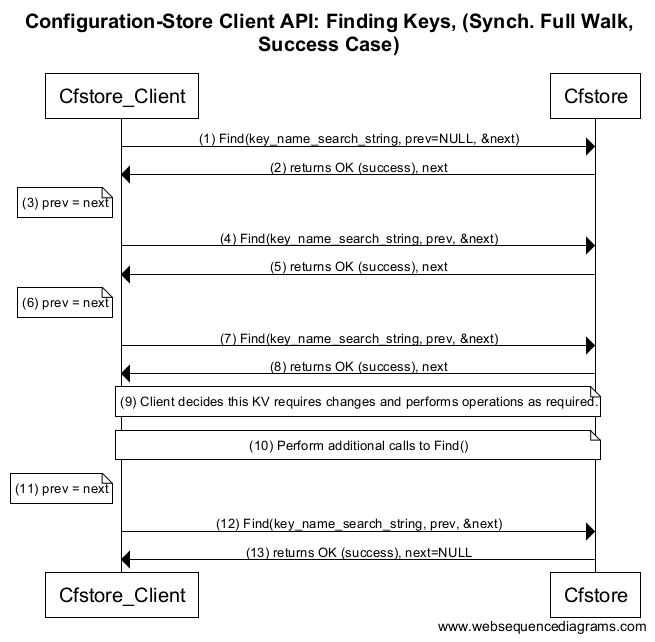 Configuration-Store Client API: Finding Keys, (Synch. Full Walk,
Success Case)
Cfstore_Client
Cfstore
(1) Find(key_name_search_string, prev=NULL, &next)
(2) returns OK (success), next
(3) prev = next
(4) Find(key_name_search_string, prev, &next)
(5) returns OK (success), next
(6) prev = next
(7) Find(key_name_search_string, prev, &next)
(8) returns OK (success), next
(9) Client decides this KV requires changes and performs operations as required.
(10) Perform additional calls to Find()
(11) prev = next
(12) Find(key_name_search_string, prev, &next)
(13) returns OK (success), next=NULL
Cfstore_Client
Cfstore
www.websequencediagrams.com